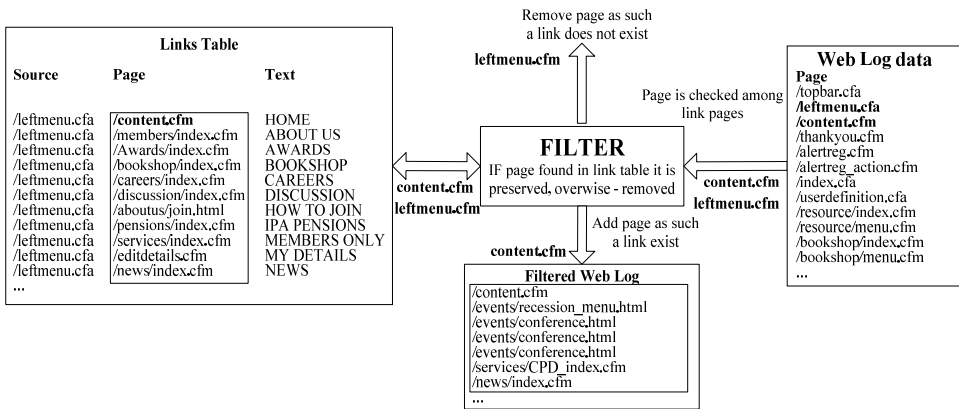 Remove page as such
a link does not exist
leftmenu.cfm
Links Table
Source Page Text
/leftmenu.cfa /content.cfm HOME
/leftmenu.cfa /members/index.cfm ABOUT US
/leftmenu.cfa /Awards/index.cfm AWARDS
/leftmenu.cfa /bookshop/index.cfm BOOKSHOP
/leftmenu.cfa /careers/index.cfm CAREERS
/leftmenu.cfa /discussion/index.cfm DISCUSSION
/leftmenu.cfa /aboutus/join,html HOW TO JOIN
/leftmenu.cfa /pensions/index.cfm IPA PENSIONS
/leftmenu.cfa /services/index.cfm MEMBERS ONLY
/leftmenu.cfa /editdetails.cfm MY DETAILS
/leftmenu.cfa /news/index.cfm NEWS
...
content.cfm
leftmenu.cfm
FILTER
IF page found in link table it is
preserved, overwise - removed
Page is checked among
link pages
content.cfm
leftmenu.cfm
Web Log data
Page
/topbar.cfa
/leftmenu.cfa
/content.cfm
/thankyou.cfm
/alertreg.cfm
/alertreg_action.cfm
/index.cfa
/userdefinition.cfa
/resource/index.cfm
/resource/menu.cfm
/bookshop/index.cfm
/bookshop/menu.cfm
...
Add page as such
a link exist
content.cfm
Filtered Web Log
/content.cfm
/events/recession_menu.html
/events/conference.html
/events/conference.html
/events/conference.html
/services/CPD_index.cfm
/news/index.cfm
...